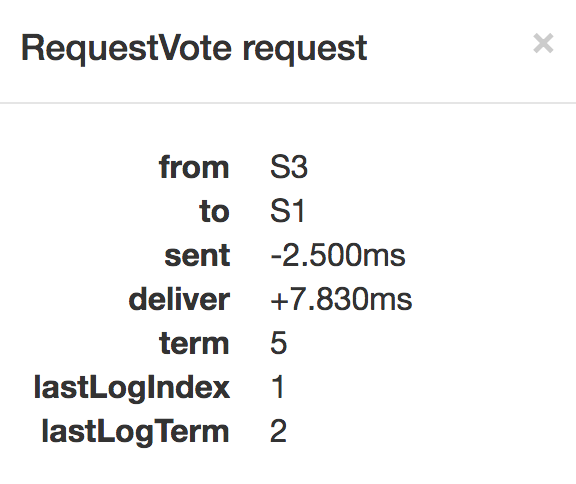 RequestVote request ×
from S3
to S1
sent -2.500ms
deliver +7.830ms
term 5
lastLogIndex 1
lastLogTerm 2